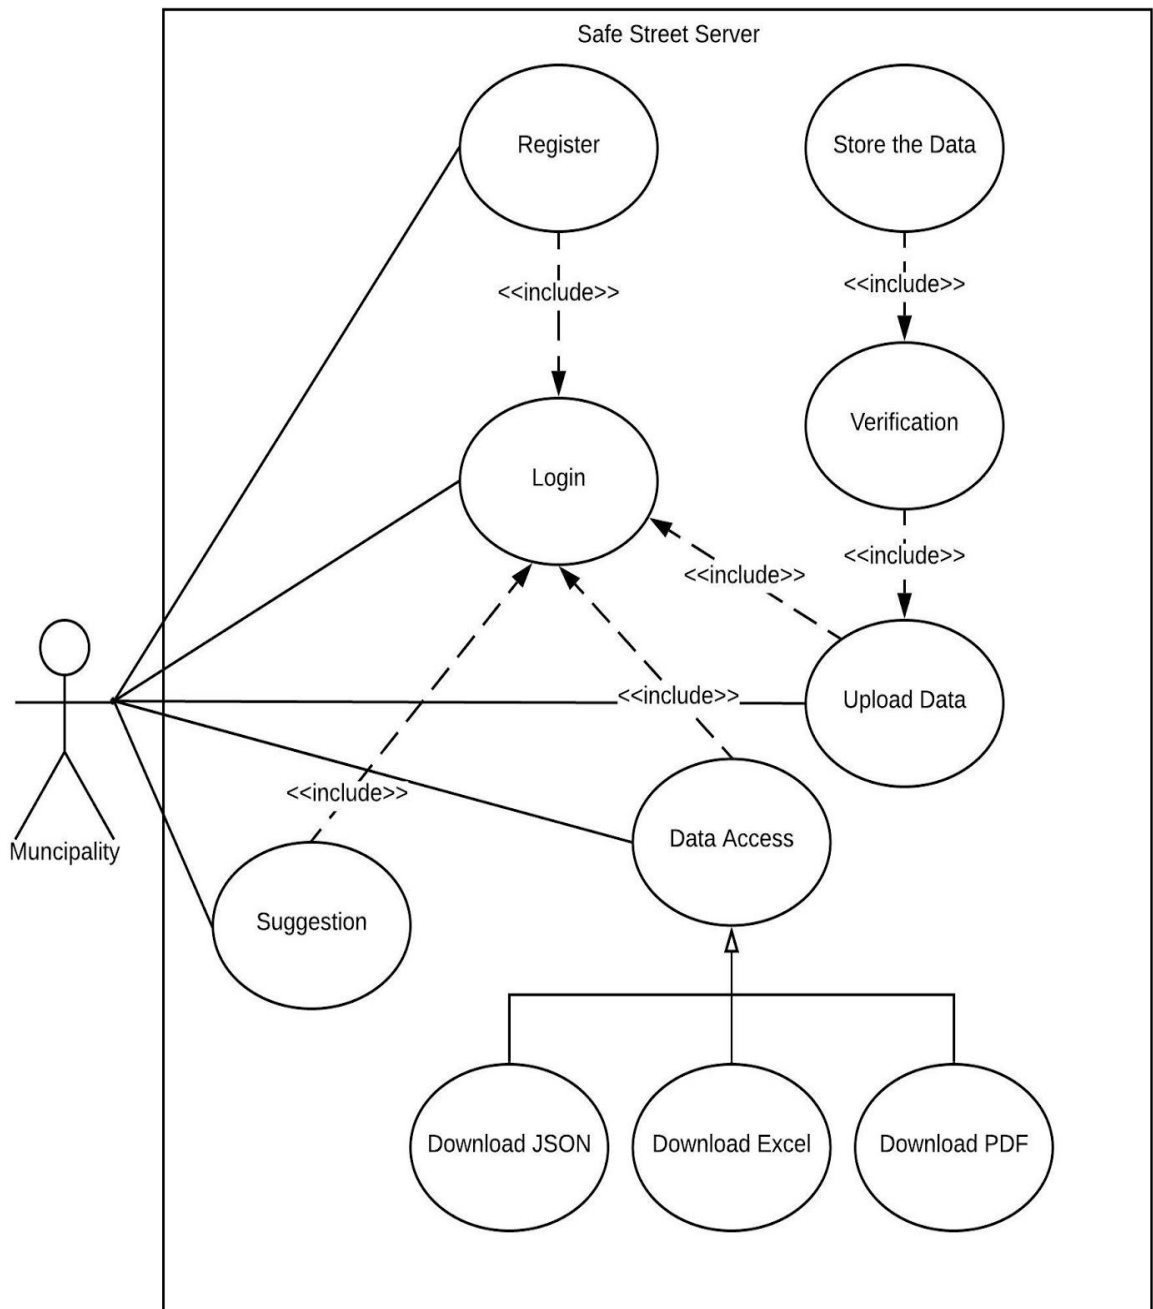 Safe Street Server
Register
Store the Data
<<include>>
<<include>>
Verification
Login
<<include>>
<<include>>
<<include>>
Upload Data
<<include>>
Data Access
Muncipality
Suggestion
Download JSON
Download Excel
Download PDF